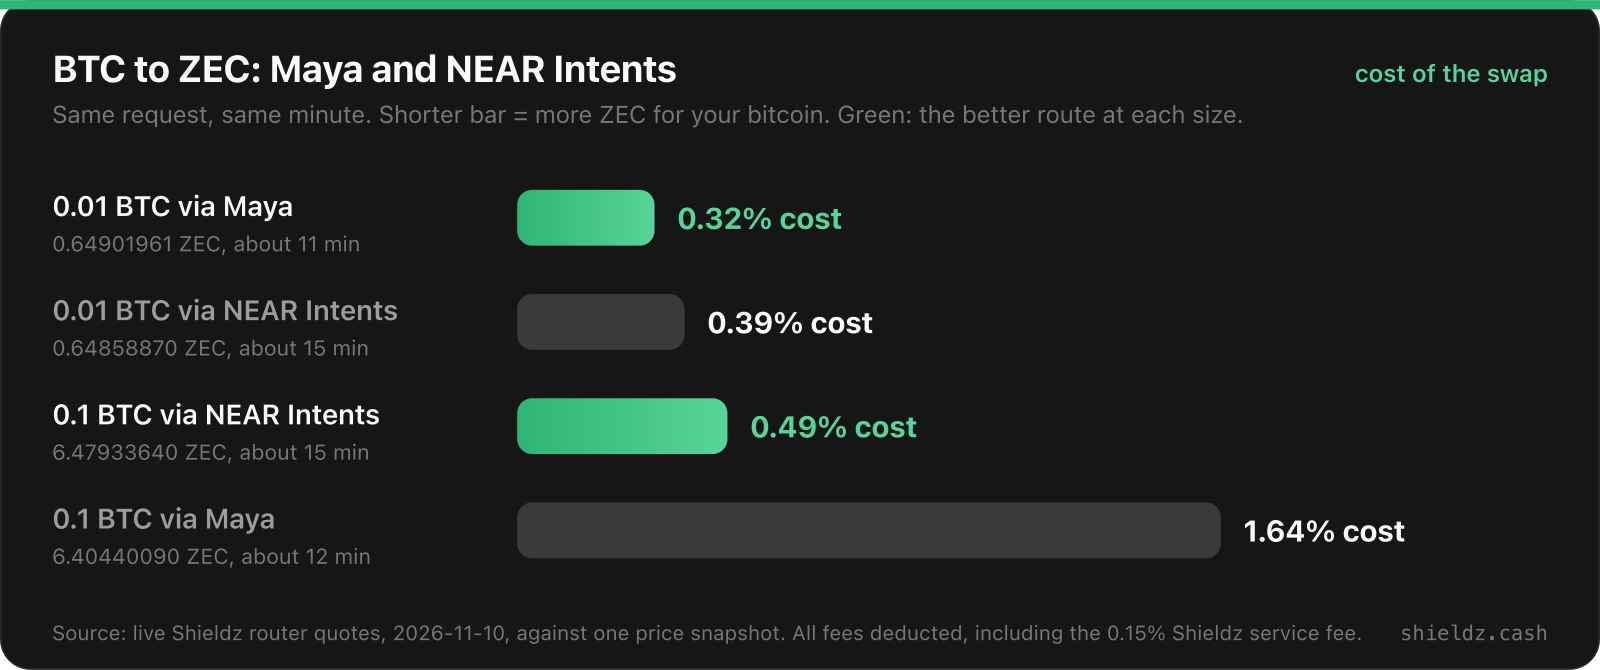 BTC to ZEC: Maya and NEAR Intents
cost of the swap
Same request, same minute. Shorter bar = more ZEC for your bitcoin. Green: the better route at each size.
0.01 BTC via Maya
0.64901961 ZEC, about 11 min
0.32% cost
0.01 BTC via NEAR Intents
0.64858870 ZEC, about 15 min
0.39% cost
0.1 BTC via NEAR Intents
6.47933640 ZEC, about 15 min
0.49% cost
0.1 BTC via Maya
6.40440090 ZEC, about 12 min
1.64% cost
Source: live Shieldz router quotes, 2026-11-10, against one price snapshot. All fees deducted, including the 0.15% Shieldz service fee.
shieldz.cash